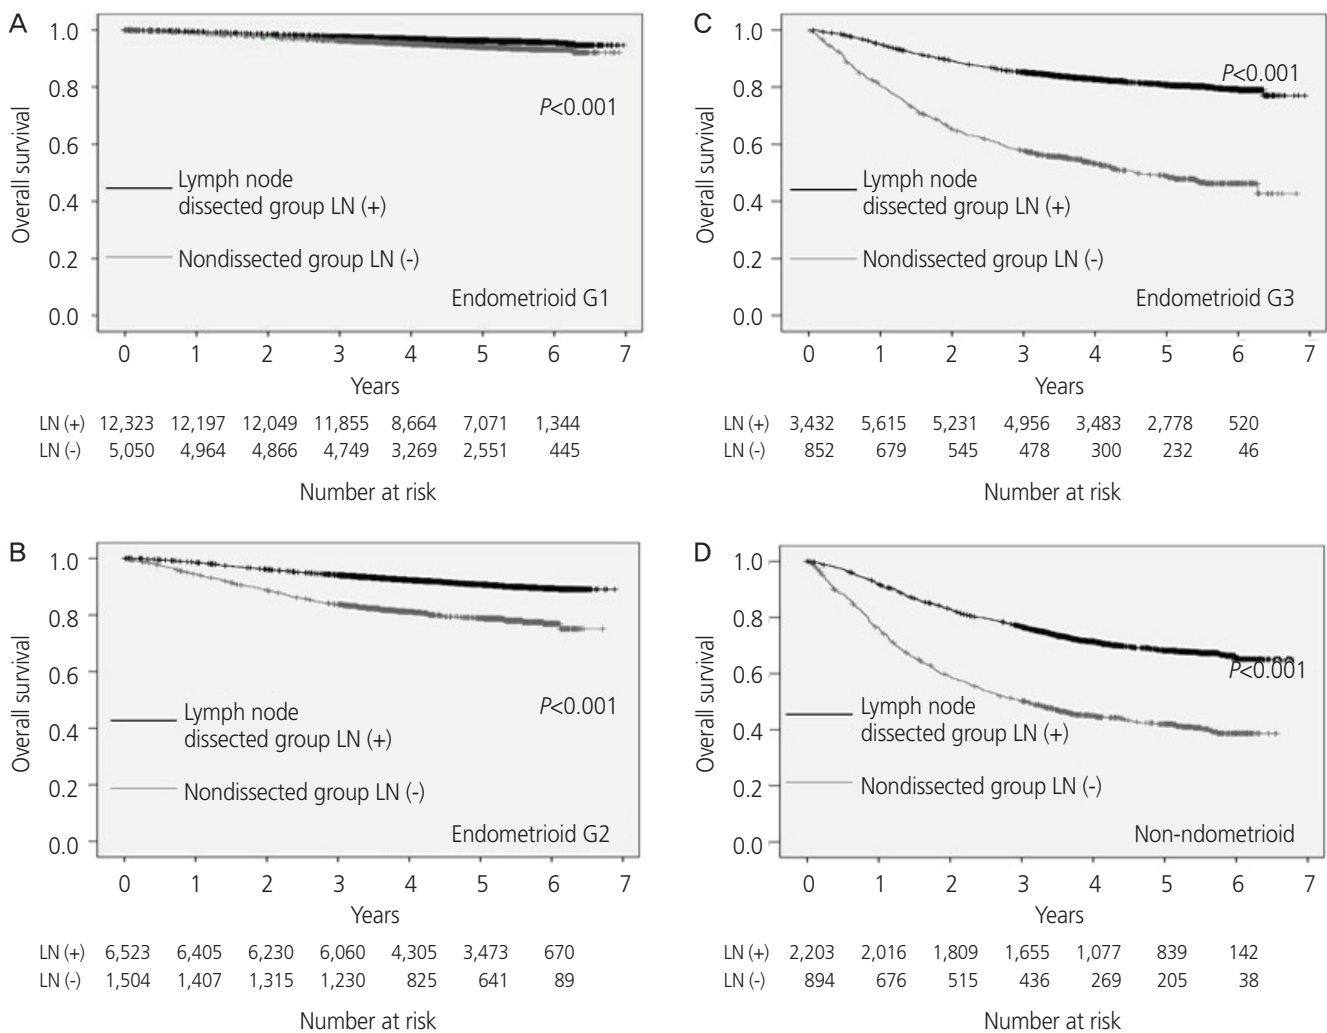 A
1.0
0.8
0.6
0.4
0.2
0.0
Overall survival
P<0.001
Lymph node
dissected group LN (+)
Nondissected group LN (-)
Endometrioid G1
0 1 2 3 4 5 6 7
Years
LN (+) 12,323 12,197 12,049 11,855 8,664 7,071 1,344
LN (-) 5,050 4,964 4,866 4,749 3,269 2,551 445
Number at risk
B
1.0
0.8
0.6
0.4
0.2
0.0
Overall survival
P<0.001
Lymph node
dissected group LN (+)
Nondissected group LN (-)
Endometrioid G2
0 1 2 3 4 5 6 7
Years
LN (+) 6,523 6,405 6,230 6,060 4,305 3,473 670
LN (-) 1,504 1,407 1,315 1,230 825 641 89
Number at risk
C
1.0
0.8
0.6
0.4
0.2
0.0
Overall survival
P<0.001
Lymph node
dissected group LN (+)
Nondissected group LN (-)
Endometrioid G3
0 1 2 3 4 5 6 7
Years
LN (+) 3,432 5,615 5,231 4,956 3,483 2,778 520
LN (-) 852 679 545 478 300 232 46
Number at risk
D
1.0
0.8
0.6
0.4
0.2
0.0
Overall survival
P<0.001
Lymph node
dissected group LN (+)
Nondissected group LN (-)
Non-ndometrioid
0 1 2 3 4 5 6 7
Years
LN (+) 2,203 2,016 1,809 1,655 1,077 839 142
LN (-) 894 676 515 436 269 205 38
Number at risk